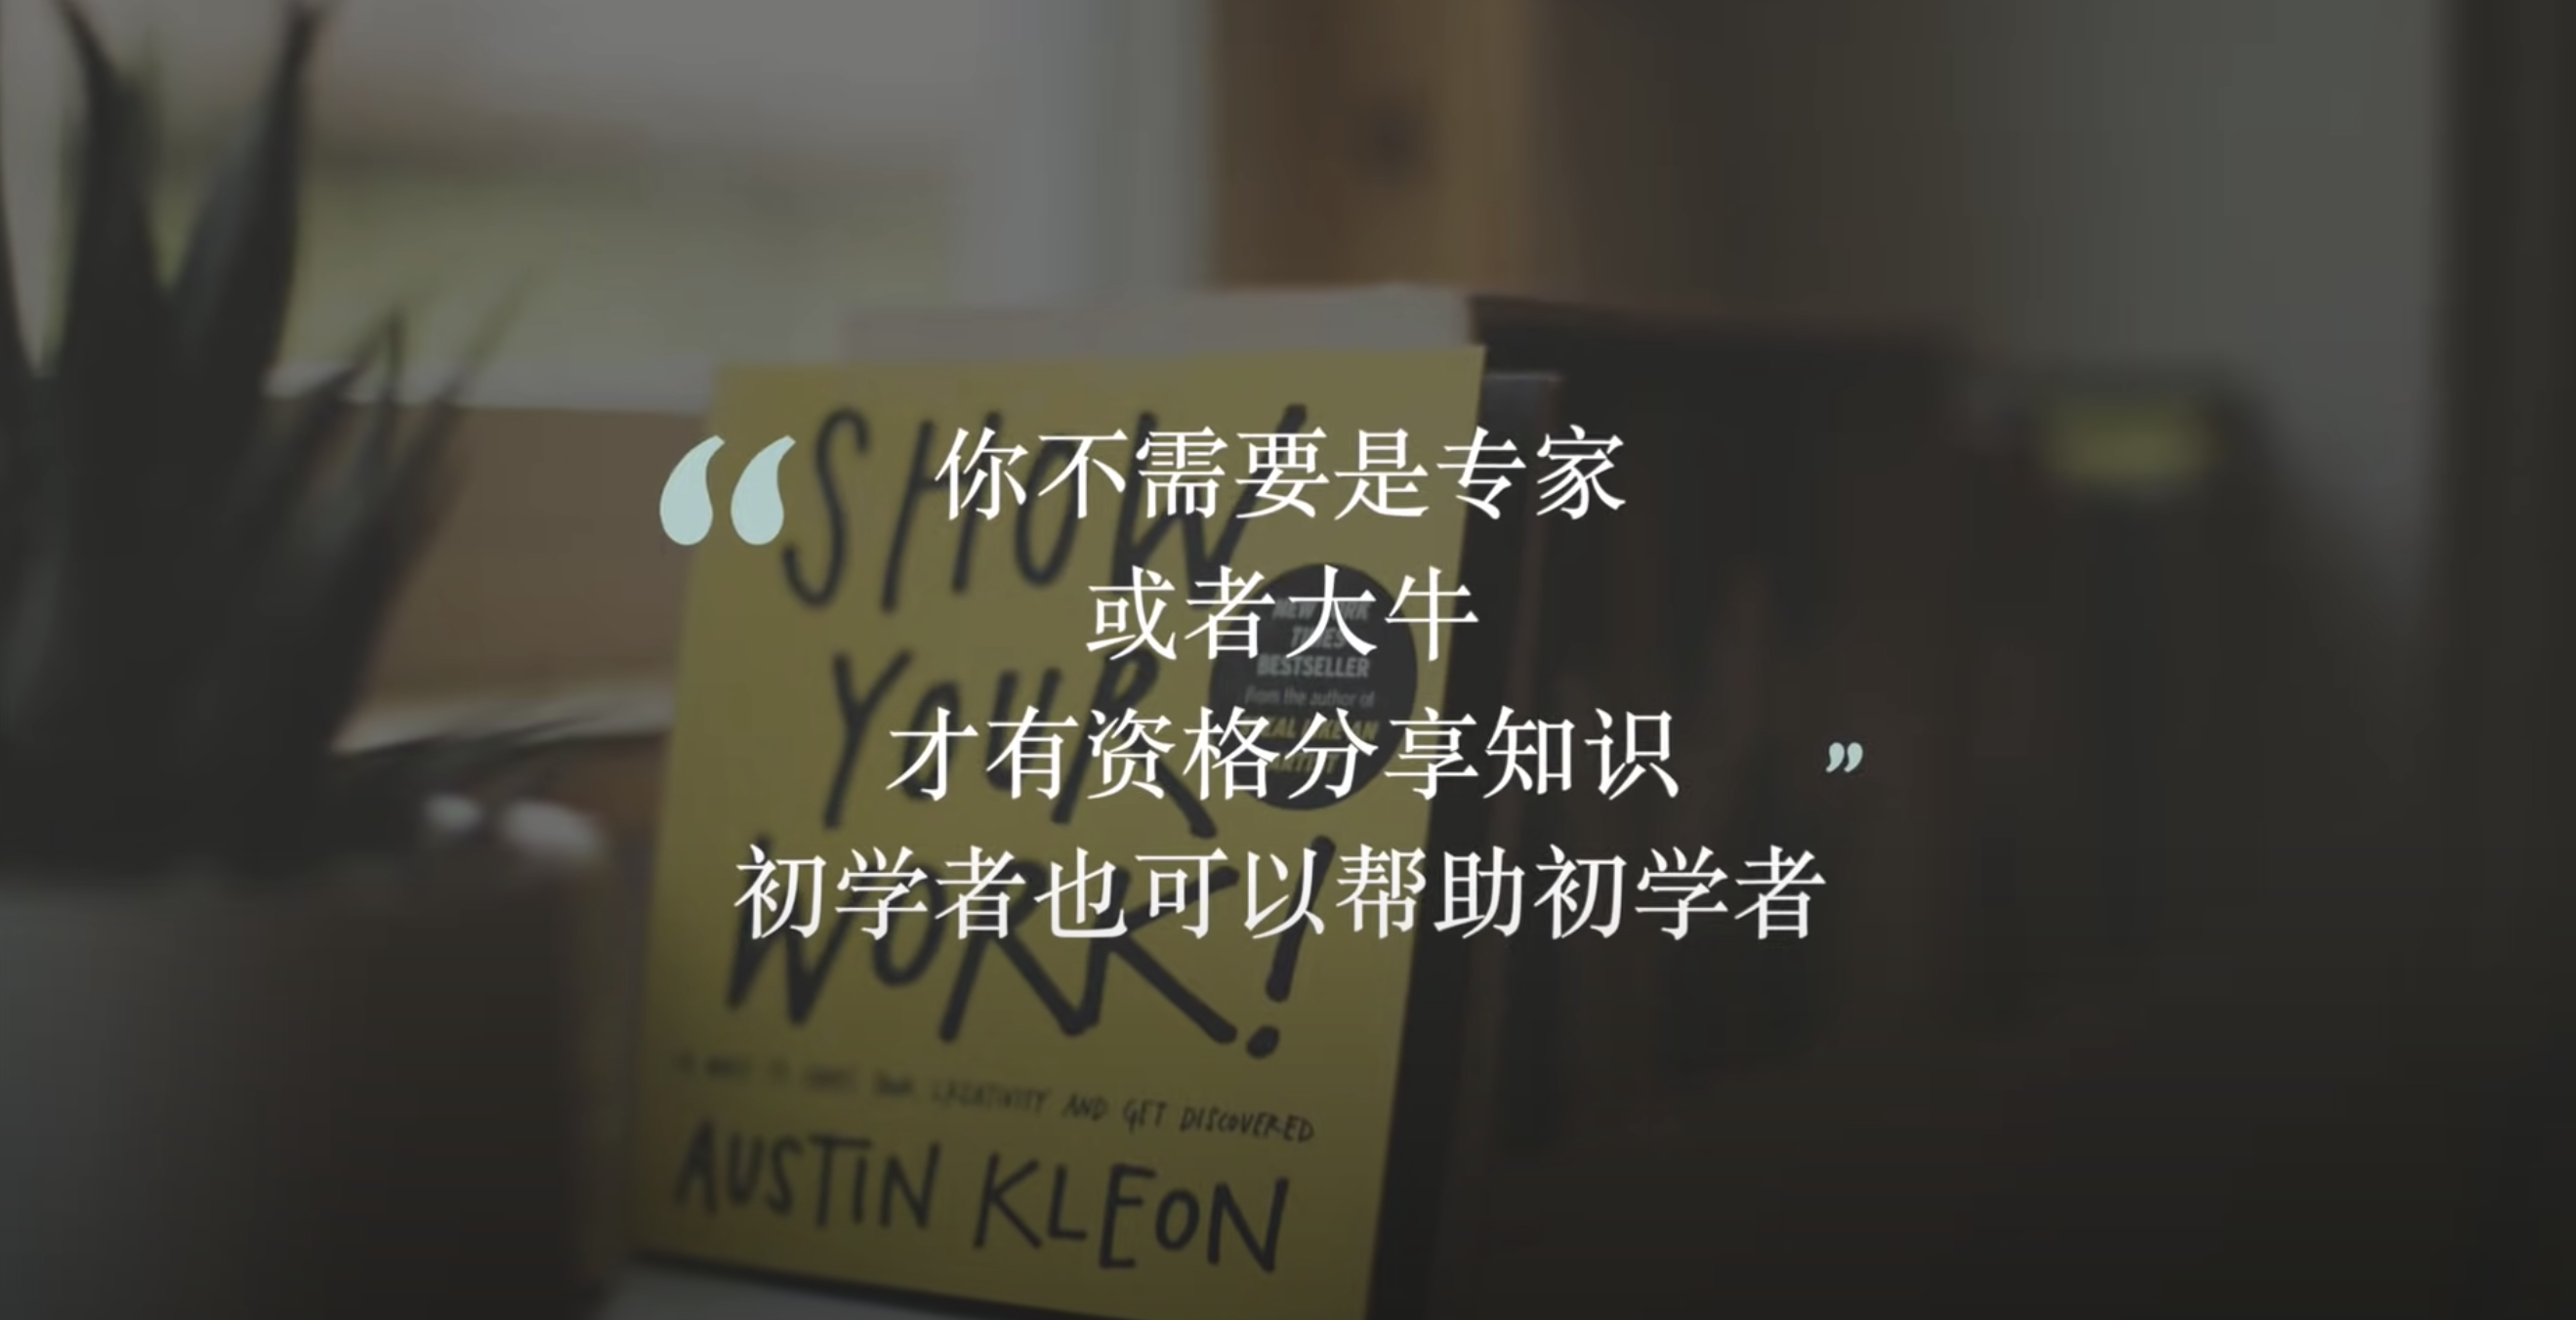 “ 你不需要是专家
或者大牛
才有资格分享知识 ”
初学者也可以帮助初学者
SHOW
YOUR
WORK!
NEW YORK
TIMES
BESTSELLER
From the author of
CREATIVITY AND GET DISCOVERED
AUSTIN KLEON